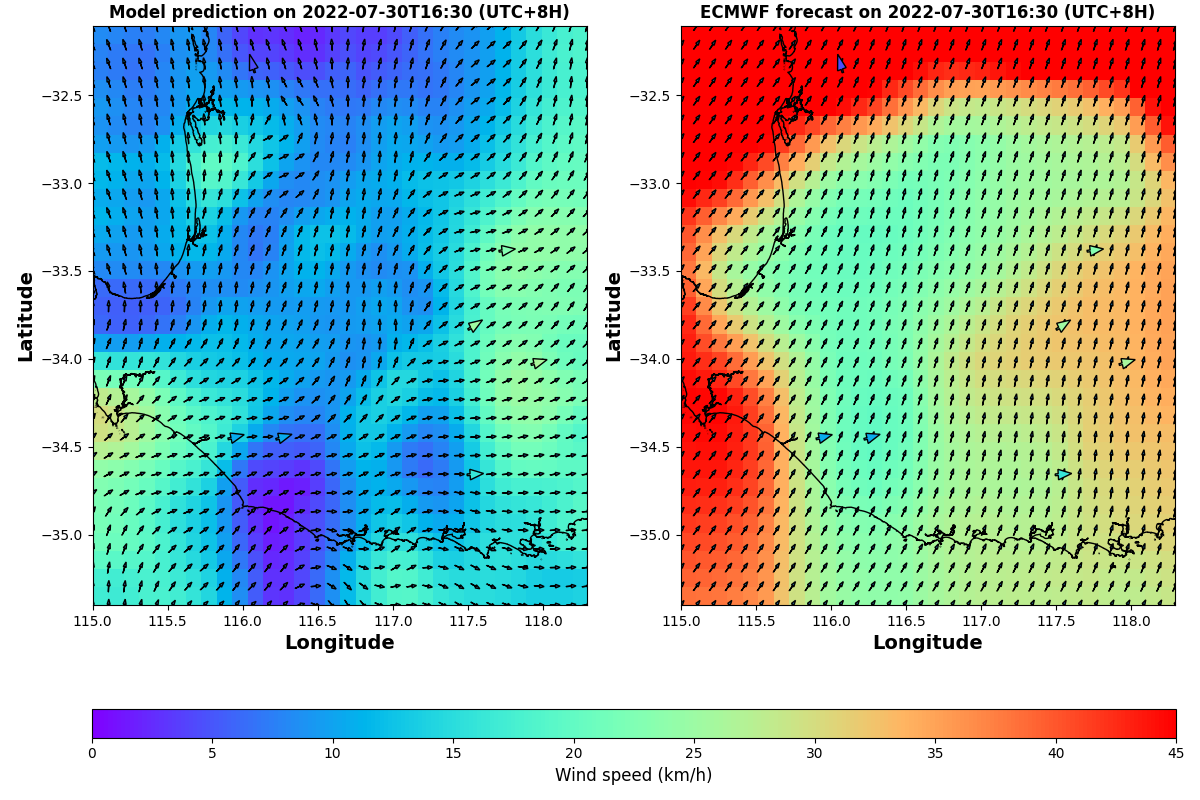 Model prediction on 2022-07-30T16:30 (UTC+8H)
ECMWF forecast on 2022-07-30T16:30 (UTC+8H)
−32.5
−33.0
−33.5
−34.0
−34.5
−35.0
Latitude
115.0 115.5 116.0 116.5 117.0 117.5 118.0
Longitude
−32.5
−33.0
−33.5
−34.0
−34.5
−35.0
Latitude
115.0 115.5 116.0 116.5 117.0 117.5 118.0
Longitude
0 5 10 15 20 25 30 35 40 45
Wind speed (km/h)